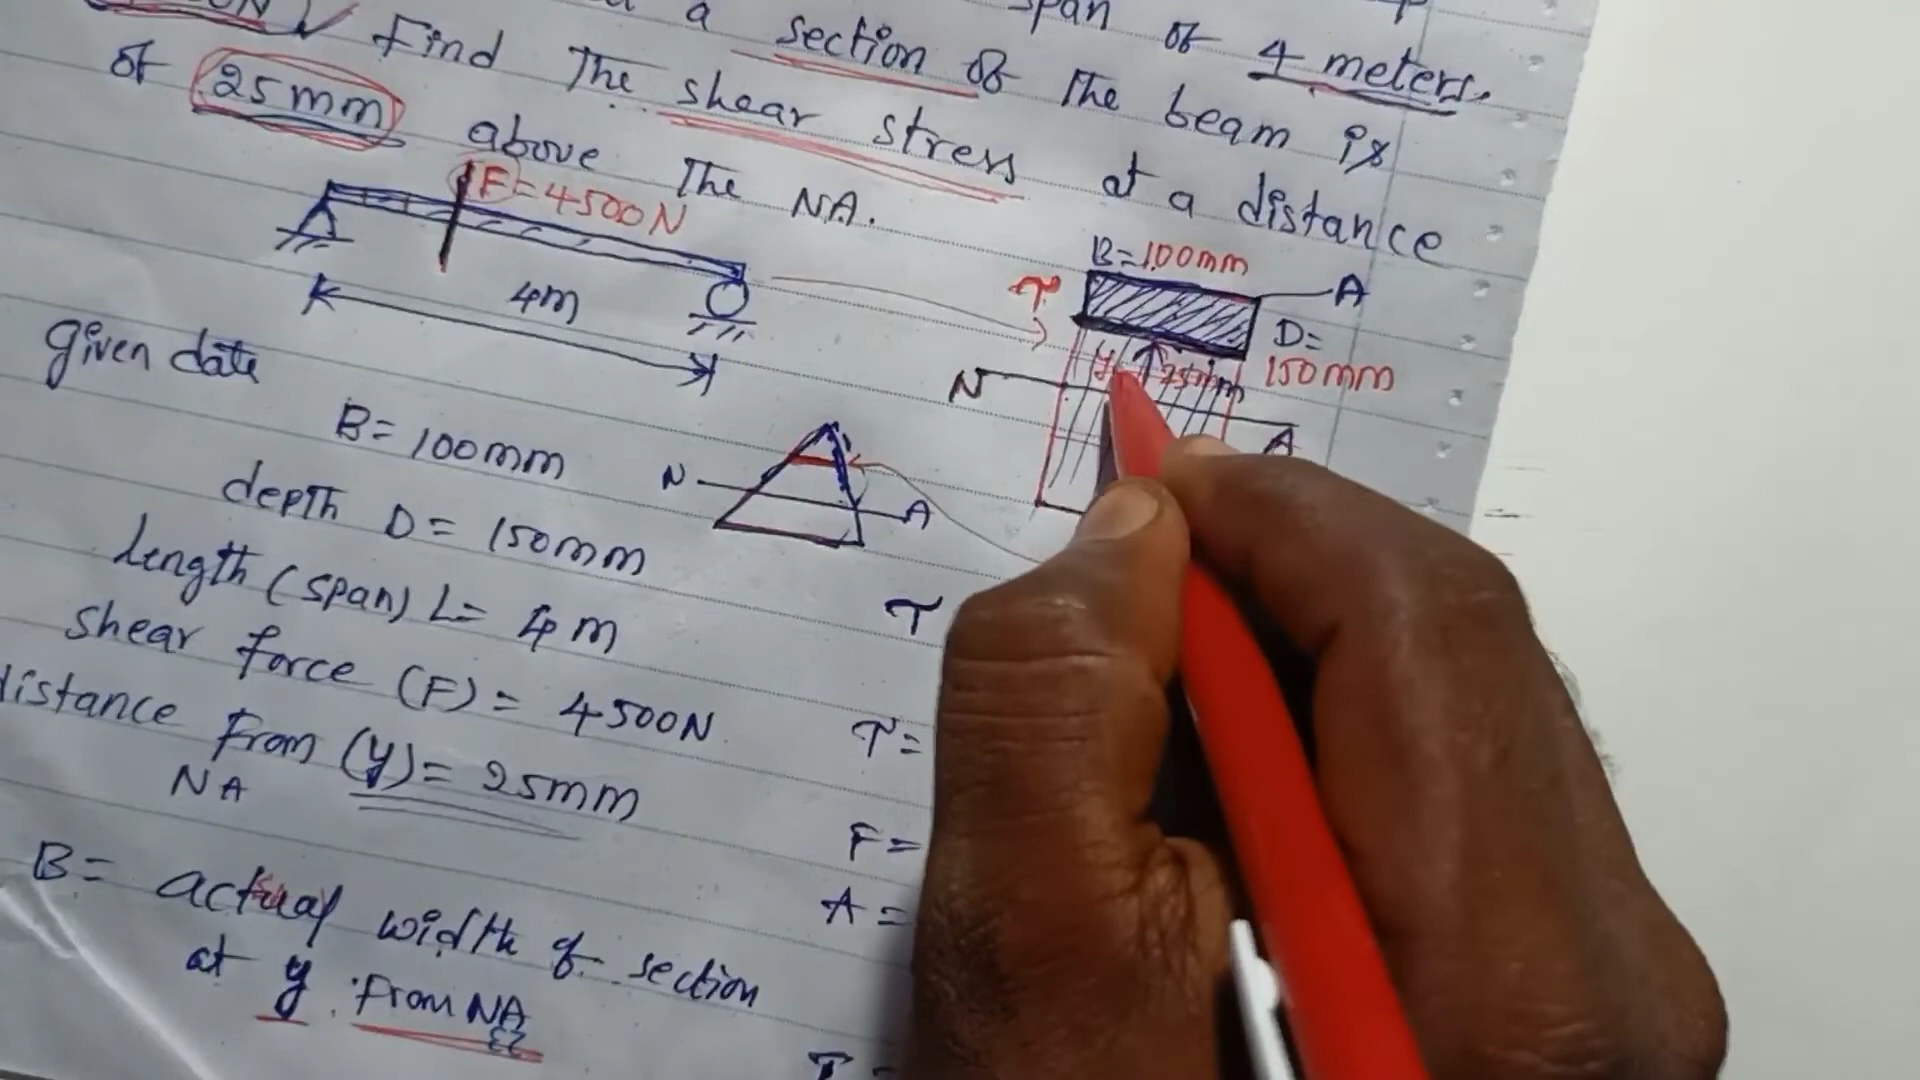 a span of 4 meters.
Find The shear section of The beam is
of 25mm above The NA. stress at a distance
F=4500N
4m
B=100mm
A
τ
D=
150mm
y 25mm
N
A
given date
B= 100mm
N
A
depth D= 150mm
Length (span) L= 4m
τ
shear force (F)= 4500N
τ=
distance from (y)= 25mm
NA
F=
A=
B= actual width of section
at y from NA